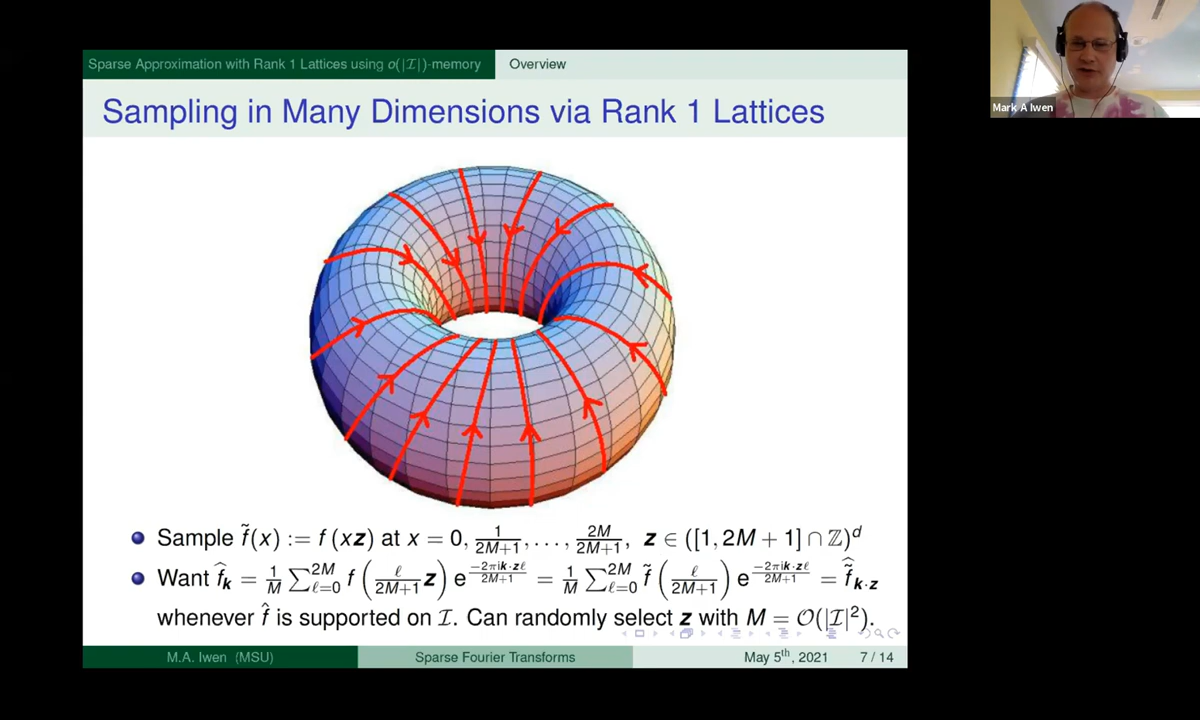 Sparse Approximation with Rank 1 Lattices using o(|ℐ|)-memory
Overview
Sampling in Many Dimensions via Rank 1 Lattices
Sample f̃(x) := f (xz) at x = 0, 1/(2M+1), . . . , 2M/(2M+1), z ∈ ([1, 2M + 1] ∩ ℤ)^d
Want f̂_k = 1/M ∑_{ℓ=0}^{2M} f (ℓ/(2M+1) z) e^{−2πik·zℓ/(2M+1)} = 1/M ∑_{ℓ=0}^{2M} f̃ (ℓ/(2M+1)) e^{−2πik·zℓ/(2M+1)} = f̃̂_{k·z}
whenever f̂ is supported on ℐ. Can randomly select z with M = 𝒪(|ℐ|²).
M.A. Iwen (MSU)
Sparse Fourier Transforms
May 5th, 2021
7 / 14
Mark A Iwen